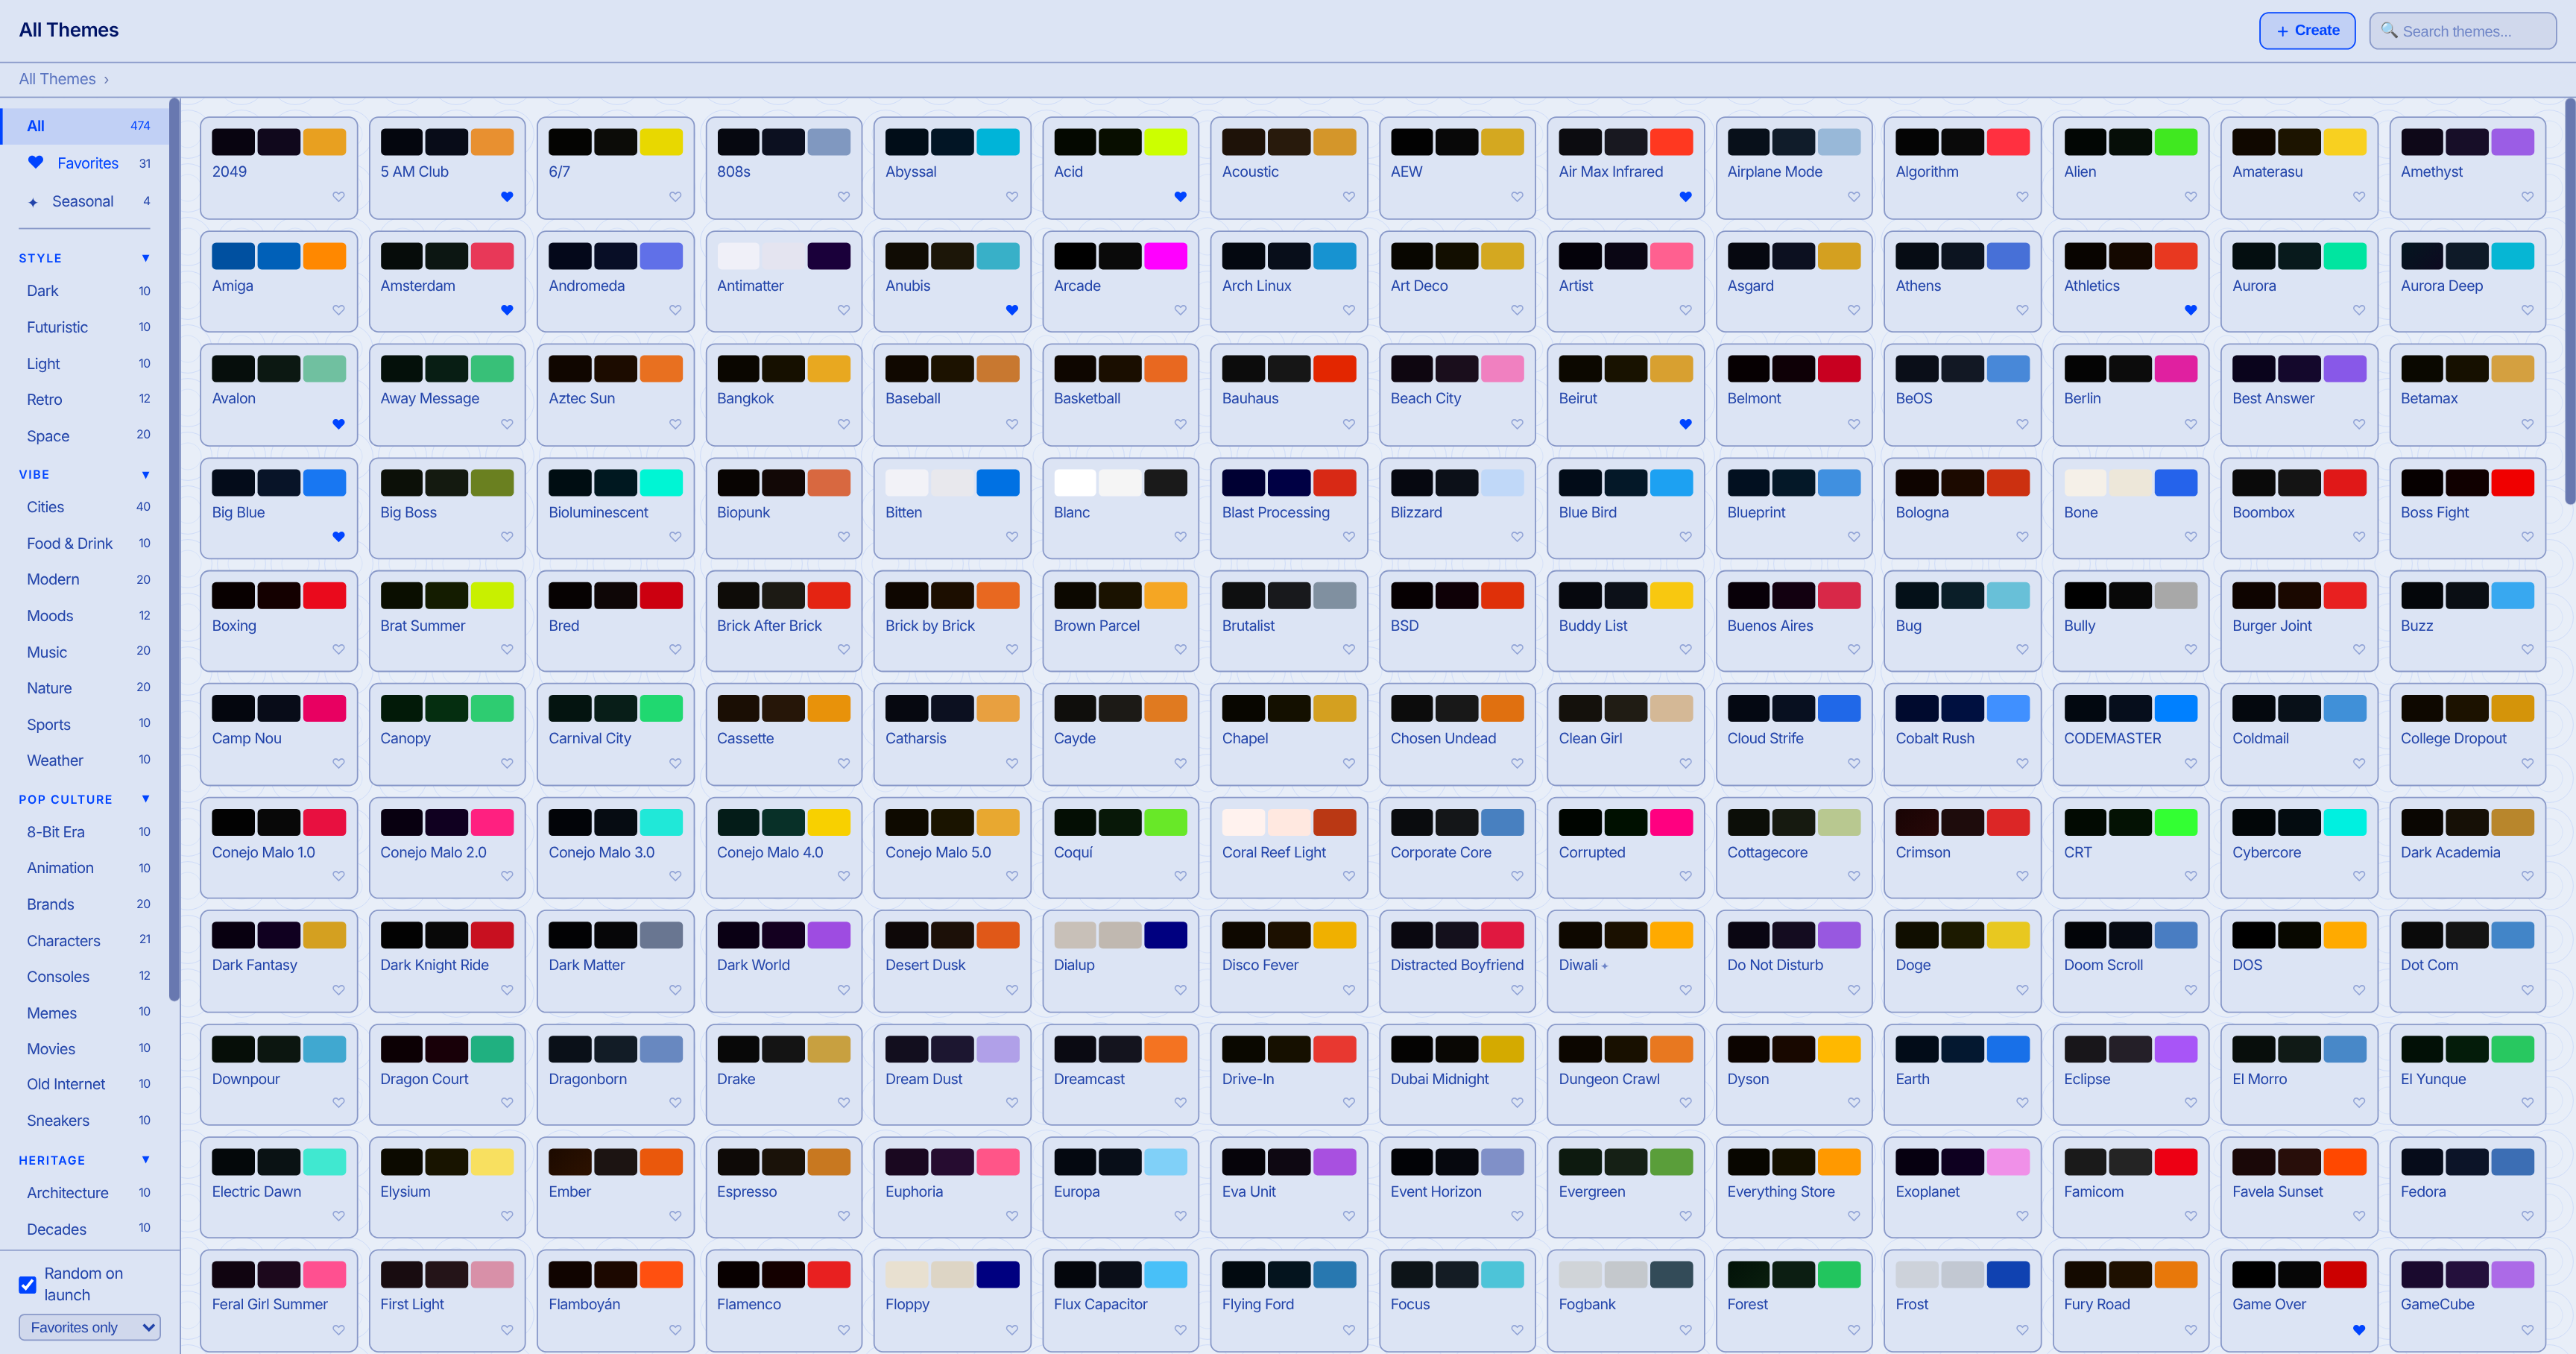 All Themes
+ Create
Search themes...
All Themes ›
All 474
Favorites 31
Seasonal 4
STYLE
Dark 10
Futuristic 10
Light 10
Retro 12
Space 20
VIBE
Cities 40
Food & Drink 10
Modern 20
Moods 12
Music 20
Nature 20
Sports 10
Weather 10
POP CULTURE
8-Bit Era 10
Animation 10
Brands 20
Characters 21
Consoles 12
Memes 10
Movies 10
Old Internet 10
Sneakers 10
HERITAGE
Architecture 10
Decades 10
Random on
launch
Favorites only
2049 5 AM Club 6/7 808s Abyssal Acid Acoustic AEW Air Max Infrared Airplane Mode Algorithm Alien Amaterasu Amethyst
Amiga Amsterdam Andromeda Antimatter Anubis Arcade Arch Linux Art Deco Artist Asgard Athens Athletics Aurora Aurora Deep
Avalon Away Message Aztec Sun Bangkok Baseball Basketball Bauhaus Beach City Beirut Belmont BeOS Berlin Best Answer Betamax
Big Blue Big Boss Bioluminescent Biopunk Bitten Blanc Blast Processing Blizzard Blue Bird Blueprint Bologna Bone Boombox Boss Fight
Boxing Brat Summer Bred Brick After Brick Brick by Brick Brown Parcel Brutalist BSD Buddy List Buenos Aires Bug Bully Burger Joint Buzz
Camp Nou Canopy Carnival City Cassette Catharsis Cayde Chapel Chosen Undead Clean Girl Cloud Strife Cobalt Rush CODEMASTER Coldmail College Dropout
Conejo Malo 1.0 Conejo Malo 2.0 Conejo Malo 3.0 Conejo Malo 4.0 Conejo Malo 5.0 Coquí Coral Reef Light Corporate Core Corrupted Cottagecore Crimson CRT Cybercore Dark Academia
Dark Fantasy Dark Knight Ride Dark Matter Dark World Desert Dusk Dialup Disco Fever Distracted Boyfriend Diwali Do Not Disturb Doge Doom Scroll DOS Dot Com
Downpour Dragon Court Dragonborn Drake Dream Dust Dreamcast Drive-In Dubai Midnight Dungeon Crawl Dyson Earth Eclipse El Morro El Yunque
Electric Dawn Elysium Ember Espresso Euphoria Europa Eva Unit Event Horizon Evergreen Everything Store Exoplanet Famicom Favela Sunset Fedora
Feral Girl Summer First Light Flamboyán Flamenco Floppy Flux Capacitor Flying Ford Focus Fogbank Forest Frost Fury Road Game Over GameCube